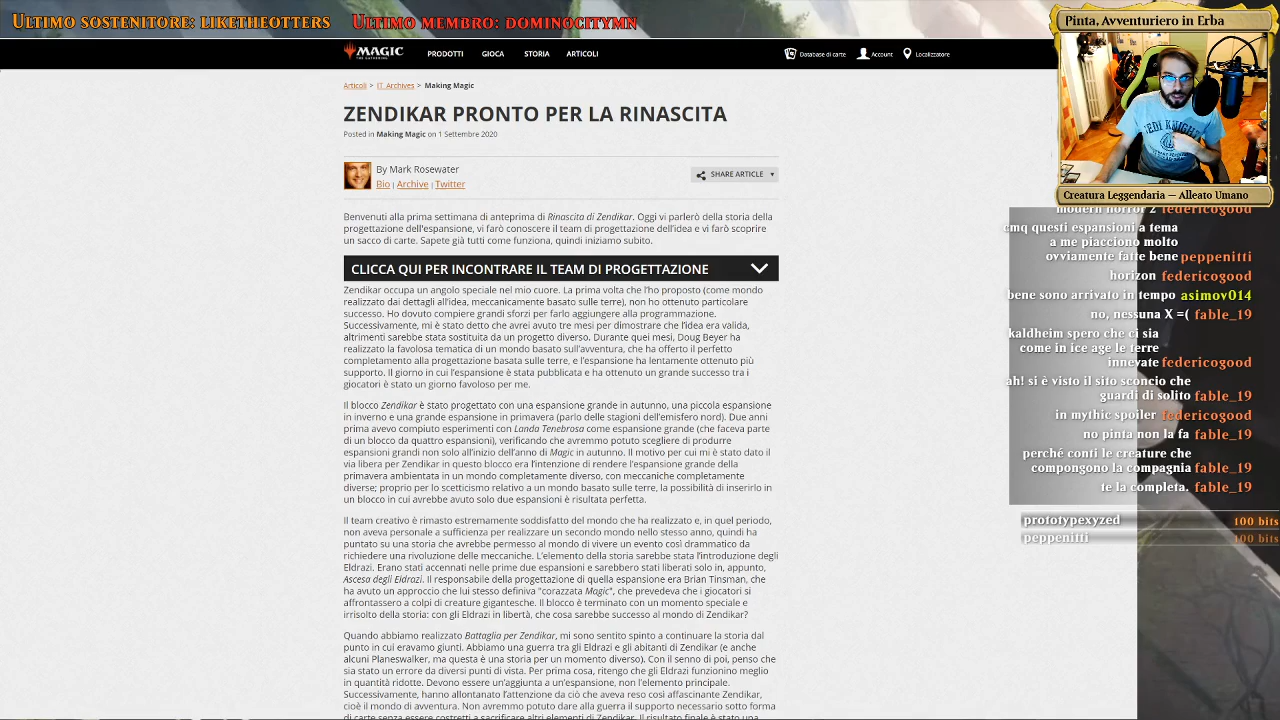 Ultimo sostenitore: LIKETHEOTTERS
Ultimo membro: DOMINOCITYMN
MAGIC
PRODOTTI
GIOCA
STORIA
ARTICOLI
Database di carte
Account
Localizzatore
Articoli > IT_Archives > Making Magic
ZENDIKAR PRONTO PER LA RINASCITA
Posted in Making Magic on 1 Settembre 2020
By Mark Rosewater
Bio | Archive | Twitter
SHARE ARTICLE
Benvenuti alla prima settimana di anteprima di Rinascita di Zendikar. Oggi vi parlerò della storia della
progettazione dell'espansione, vi farò conoscere il team di progettazione dell'idea e vi farò scoprire
un sacco di carte. Sapete già tutti come funziona, quindi iniziamo subito.
CLICCA QUI PER INCONTRARE IL TEAM DI PROGETTAZIONE
Zendikar occupa un angolo speciale nel mio cuore. La prima volta che l'ho proposto (come mondo
realizzato dai dettagli all'idea, meccanicamente basato sulle terre), non ho ottenuto particolare
successo. Ho dovuto compiere grandi sforzi per farlo aggiungere alla programmazione.
Successivamente, mi è stato detto che avrei avuto tre mesi per dimostrare che l'idea era valida,
altrimenti sarebbe stata sostituita da un progetto diverso. Durante quei mesi, Doug Beyer ha
realizzato la favolosa tematica di un mondo basato sull'avventura, che ha offerto il perfetto
completamento alla progettazione basata sulle terre, e l'espansione ha lentamente ottenuto più
supporto. Il giorno in cui l'espansione è stata pubblicata e ha ottenuto un grande successo tra i
giocatori è stato un giorno favoloso per me.
Il blocco Zendikar è stato progettato con una espansione grande in autunno, una piccola espansione
in inverno e una grande espansione in primavera (parlo delle stagioni dell'emisfero nord). Due anni
prima avevo compiuto esperimenti con Landa Tenebrosa come espansione grande (che faceva parte
di un blocco da quattro espansioni), verificando che avremmo potuto scegliere di produrre
espansioni grandi non solo all'inizio dell'anno di Magic in autunno. Il motivo per cui mi è stato dato il
via libera per Zendikar in questo blocco era l'intenzione di rendere l'espansione grande della
primavera ambientata in un mondo completamente diverso, con meccaniche completamente
diverse; proprio per lo scetticismo relativo a un mondo basato sulle terre, la possibilità di inserirlo in
un blocco in cui avrebbe avuto solo due espansioni è risultata perfetta.
Il team creativo è rimasto estremamente soddisfatto del mondo che ha realizzato e, in quel periodo,
non aveva personale a sufficienza per realizzare un secondo mondo nello stesso anno, quindi ha
puntato su una storia che avrebbe permesso al mondo di vivere un evento così drammatico da
richiedere una rivoluzione delle meccaniche. L'elemento della storia sarebbe stata l'introduzione degli
Eldrazi. Erano stati accennati nelle prime due espansioni e sarebbero stati liberati solo in, appunto,
Ascesa degli Eldrazi. Il responsabile della progettazione di quella espansione era Brian Tinsman, che
ha avuto un approccio che lui stesso definiva "corazzata Magic", che prevedeva che i giocatori si
affrontassero a colpi di creature gigantesche. Il blocco è terminato con un momento speciale e
irrisolto della storia: con gli Eldrazi in libertà, che cosa sarebbe successo al mondo di Zendikar?
Quando abbiamo realizzato Battaglia per Zendikar, mi sono sentito spinto a continuare la storia dal
punto in cui eravamo giunti. Abbiamo una guerra tra gli Eldrazi e gli abitanti di Zendikar (e anche
alcuni Planeswalker, ma questa è una storia per un momento diverso). Con il senno di poi, penso che
sia stato un errore da diversi punti di vista. Per prima cosa, ritengo che gli Eldrazi funzionino meglio
in quantità ridotte. Devono essere un'aggiunta a un'espansione, non l'elemento principale.
Successivamente, hanno allontanato l'attenzione da ciò che aveva reso così affascinante Zendikar,
cioè il mondo di avventura. Non avremmo potuto dare alla guerra il supporto necessario sotto forma
di carte senza essere costretti a sacrificare altri elementi di Zendikar. Il risultato finale è stato una
Pinta, Avventuriero in Erba
JEDI KNIGHTS
Creatura Leggendaria — Alleato Umano
modern horror 2 federicogood
cmq questi espansioni a tema
a me piacciono molto
ovviamente fatte bene peppenitti
horizon federicogood
bene sono arrivato in tempo asimov014
no, nessuna X =( fable_19
kaldheim spero che ci sia
come in ice age le terre
innevate federicogood
ah! si è visto il sito sconcio che
guardi di solito fable_19
in mythic spoiler federicogood
no pinta non la fa fable_19
perché conti le creature che
compongono la compagnia fable_19
te la completa. fable_19
prototypexyzed 100 bits
peppenitti 100 bits